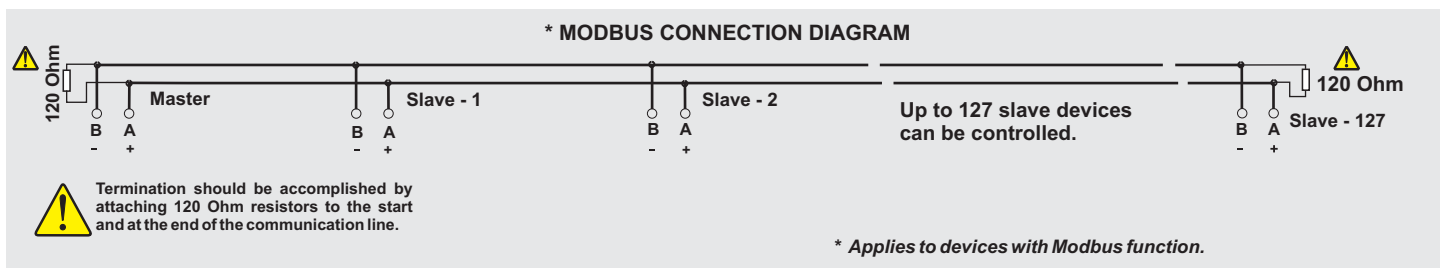 * MODBUS CONNECTION DIAGRAM
120 Ohm
120 Ohm
Master
Slave - 1
Slave - 2
Up to 127 slave devices
can be controlled.
Slave - 127
B A
B A
B A
B A
- +
- +
- +
- +
Termination should be accomplished by
attaching 120 Ohm resistors to the start
and at the end of the communication line.
* Applies to devices with Modbus function.